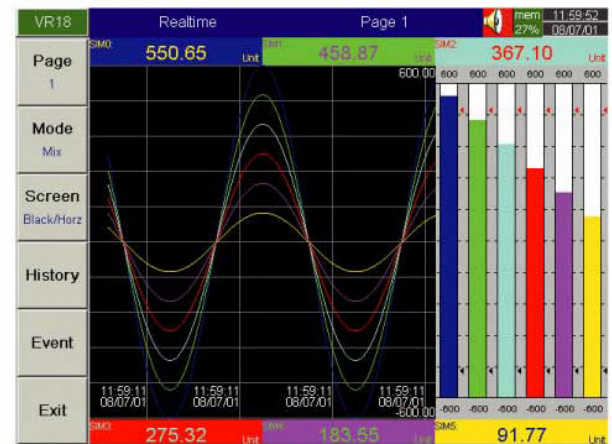 VR18 Realtime Page 1 mem 11:59:52
27% 08/07/01
Page
1
Mode
Mix
Screen
Black/Horz
History
Event
Exit
SIM0: 550.65 Unit
SIM1: 458.87 Unit
SIM2: 367.10 Unit
600.00
600 600 600 600 600 600
11:59:11 11:59:11 11:59:11 11:59:11
08/07/01 08/07/01 08/07/01 08/07/01
-600.00
-600 -600 -600 -600 -600 -600
SIM3: 275.32 Unit
SIM4: 183.55 Unit
SIM5: 91.77 Unit